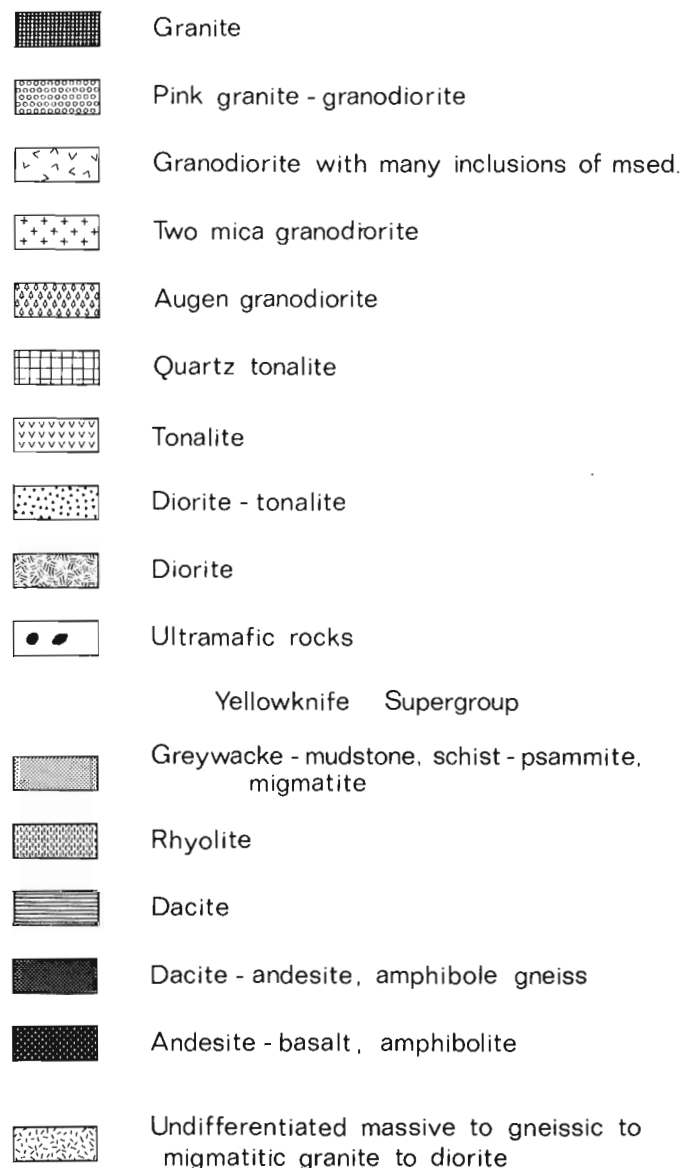 Granite
Pink granite - granodiorite
Granodiorite with many inclusions of msed.
Two mica granodiorite
Augen granodiorite
Quartz tonalite
Tonalite
Diorite - tonalite
Diorite
Ultramafic rocks
Yellowknife Supergroup
Greywacke - mudstone, schist - psammite,
migmatite
Rhyolite
Dacite
Dacite - andesite, amphibole gneiss
Andesite - basalt, amphibolite
Undifferentiated massive to gneissic to
migmatitic granite to diorite